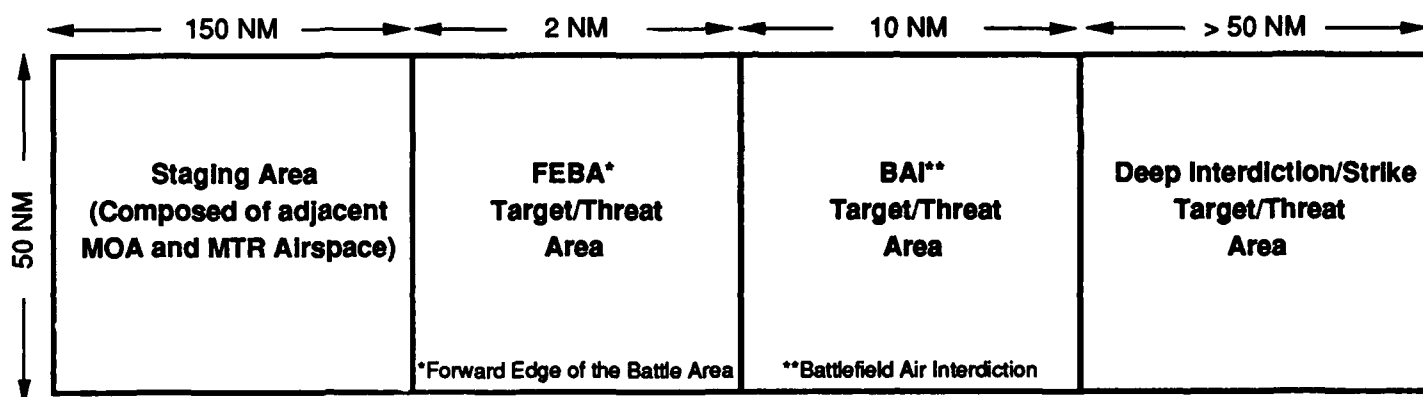 150 NM
2 NM
10 NM
> 50 NM
50 NM
Staging Area
(Composed of adjacent
MOA and MTR Airspace)
FEBA*
Target/Threat
Area
*Forward Edge of the Battle Area
BAI**
Target/Threat
Area
**Battlefield Air Interdiction
Deep Interdiction/Strike
Target/Threat
Area